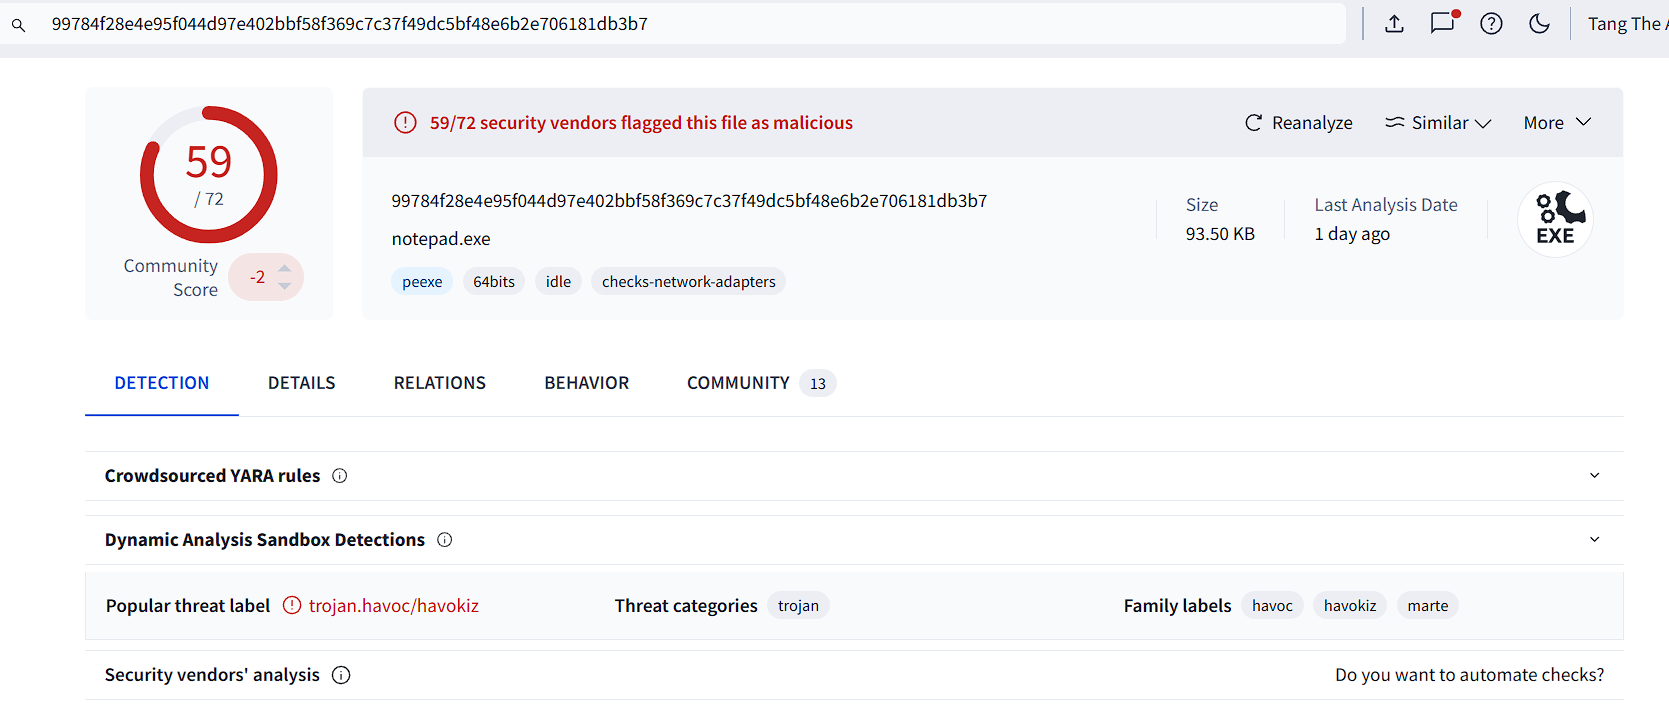 99784f28e4e95f044d97e402bbf58f369c7c37f49dc5bf48e6b2e706181db3b7
Tang The
59
/ 72
Community
Score
-2
59/72 security vendors flagged this file as malicious
Reanalyze
Similar
More
99784f28e4e95f044d97e402bbf58f369c7c37f49dc5bf48e6b2e706181db3b7
notepad.exe
peexe 64bits idle checks-network-adapters
Size
93.50 KB
Last Analysis Date
1 day ago
EXE
DETECTION DETAILS RELATIONS BEHAVIOR COMMUNITY 13
Crowdsourced YARA rules
Dynamic Analysis Sandbox Detections
Popular threat label trojan.havoc/havokiz Threat categories trojan Family labels havoc havokiz marte
Security vendors' analysis Do you want to automate checks?